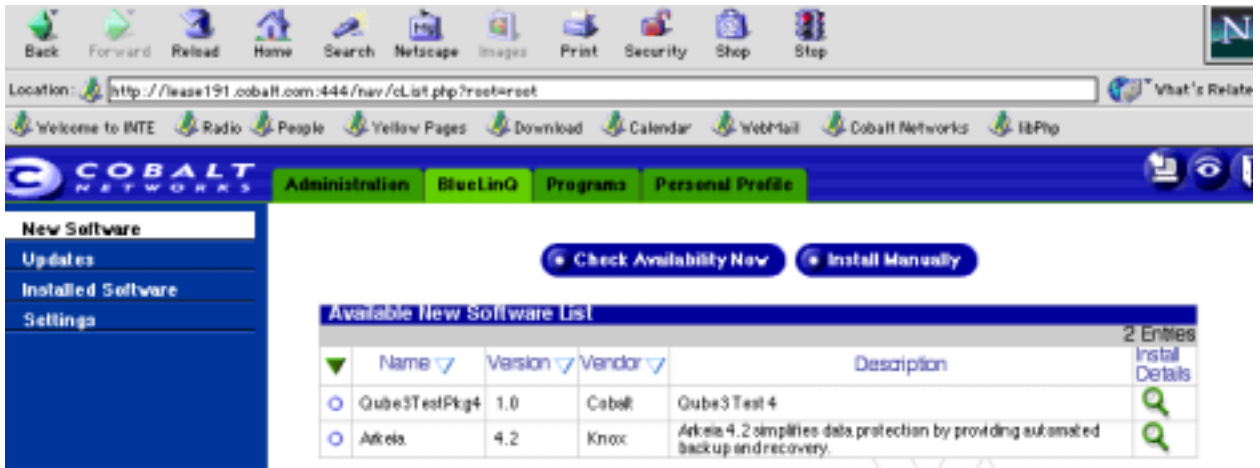 Back Forward Reload Home Search Netscape Images Print Security Shop Stop
Location: http://lease191.cobalt.com:444/nav/cList.php?root=root What's Relate
Welcome to INTE Radio People Yellow Pages Download Calendar WebMail Cobalt Networks libPhp
COBALT
NETWORKS
Administration BlueLinQ Programs Personal Profile
New Software
Updates
Installed Software
Settings
Check Availability Now Install Manually
Available New Software List
2 Entries
Name Version Vendor Description Install Details
Qube3TestPkg4 1.0 Cobalt Qube3 Test 4
Arkeia 4.2 Knox Arkeia 4.2 simplifies data protection by providing automated
backup and recovery.